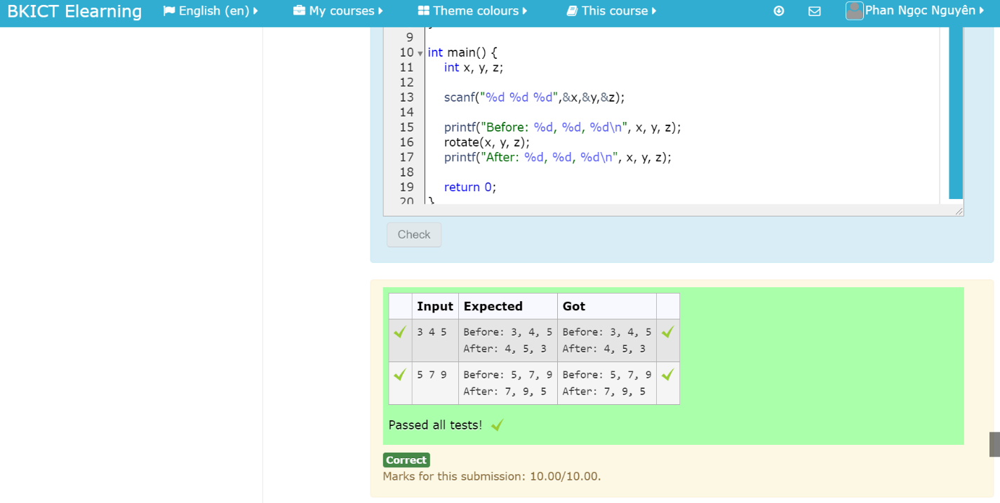 BKICT Elearning English (en) My courses Theme colours This course Phan Ngọc Nguyên
9
10 int main() {
11 int x, y, z;
12
13 scanf("%d %d %d",&x,&y,&z);
14
15 printf("Before: %d, %d, %d\n", x, y, z);
16 rotate(x, y, z);
17 printf("After: %d, %d, %d\n", x, y, z);
18
19 return 0;
20 }
Check
Input Expected Got
3 4 5 Before: 3, 4, 5 Before: 3, 4, 5
After: 4, 5, 3 After: 4, 5, 3
5 7 9 Before: 5, 7, 9 Before: 5, 7, 9
After: 7, 9, 5 After: 7, 9, 5
Passed all tests!
Correct
Marks for this submission: 10.00/10.00.